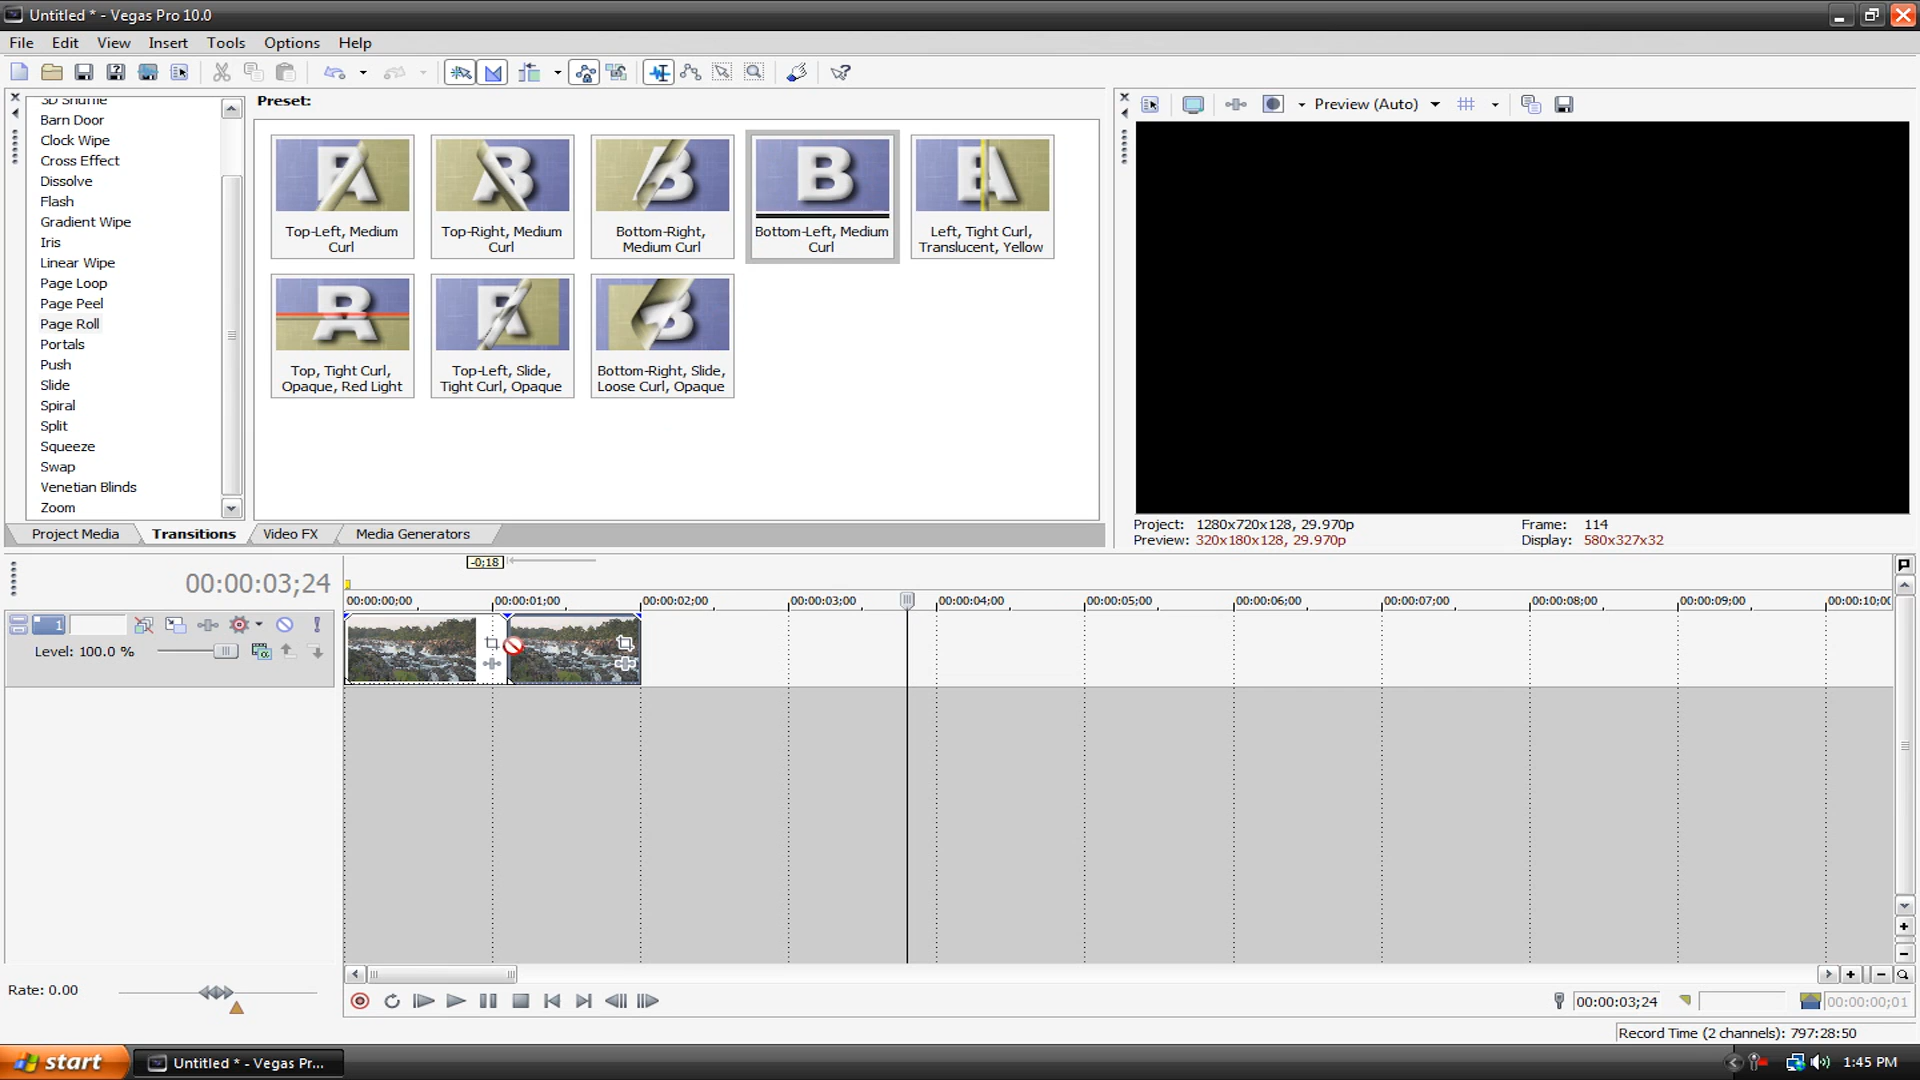 Untitled * - Vegas Pro 10.0
File Edit View Insert Tools Options Help
3D Shuffle
Barn Door
Clock Wipe
Cross Effect
Dissolve
Flash
Gradient Wipe
Iris
Linear Wipe
Page Loop
Page Peel
Page Roll
Portals
Push
Slide
Spiral
Split
Squeeze
Swap
Venetian Blinds
Zoom
Preset:
Top-Left, Medium
Curl
Top-Right, Medium
Curl
Bottom-Right,
Medium Curl
Bottom-Left, Medium
Curl
Left, Tight Curl,
Translucent, Yellow
Top, Tight Curl,
Opaque, Red Light
Top-Left, Slide,
Tight Curl, Opaque
Bottom-Right, Slide,
Loose Curl, Opaque
Preview (Auto)
Project: 1280x720x128, 29.970p
Preview: 320x180x128, 29.970p
Frame: 114
Display: 580x327x32
Project Media Transitions Video FX Media Generators
-0;18
00:00:03;24
00:00:00;00 00:00:01;00 00:00:02;00 00:00:03;00 00:00:04;00 00:00:05;00 00:00:06;00 00:00:07;00 00:00:08;00 00:00:09;00 00:00:10;00
1
Level: 100.0 %
Rate: 0.00
00:00:03;24
00:00:00;01
Record Time (2 channels): 797:28:50
start
Untitled * - Vegas Pr...
1:45 PM